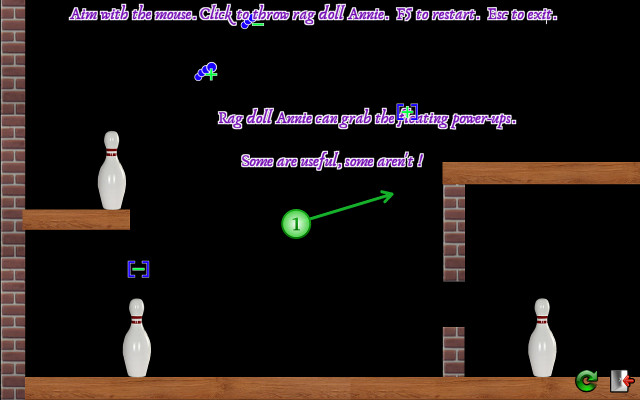 Aim with the mouse. Click to throw rag doll Annie. F5 to restart. Esc to exit.
Rag doll Annie can grab the floating power-ups.
Some are useful, some aren't !
1